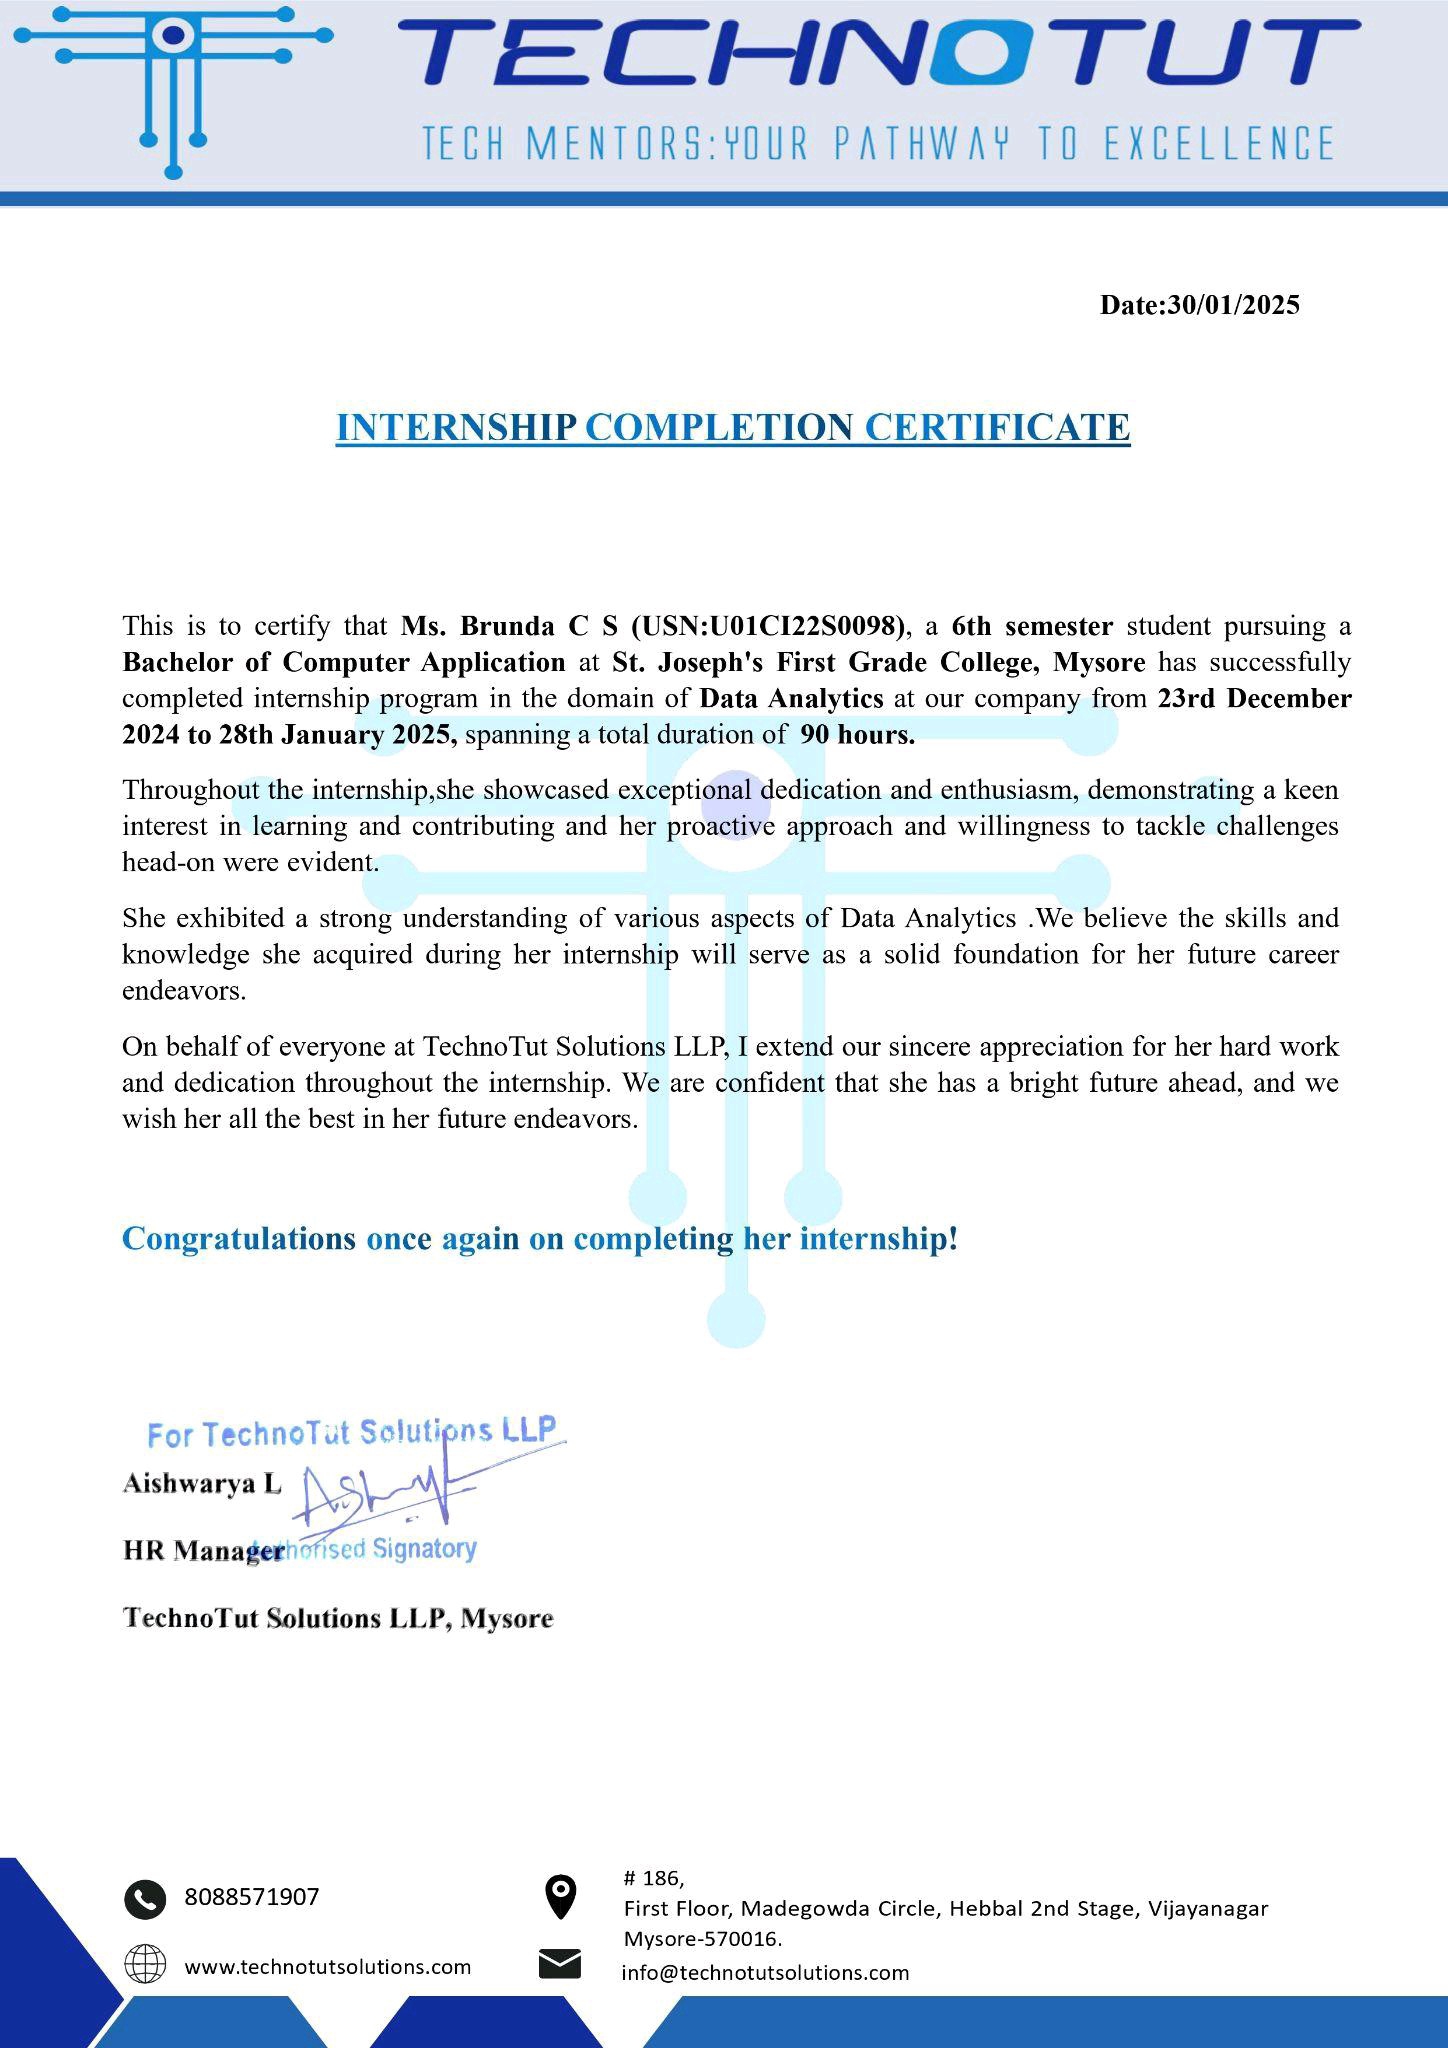 TECHNOTUT
TECH MENTORS:YOUR PATHWAY TO EXCELLENCE
Date:30/01/2025
INTERNSHIP COMPLETION CERTIFICATE
This is to certify that Ms. Brunda C S (USN:U01CI22S0098), a 6th semester student pursuing a
Bachelor of Computer Application at St. Joseph's First Grade College, Mysore has successfully
completed internship program in the domain of Data Analytics at our company from 23rd December
2024 to 28th January 2025, spanning a total duration of 90 hours.
Throughout the internship,she showcased exceptional dedication and enthusiasm, demonstrating a keen
interest in learning and contributing and her proactive approach and willingness to tackle challenges
head-on were evident.
She exhibited a strong understanding of various aspects of Data Analytics .We believe the skills and
knowledge she acquired during her internship will serve as a solid foundation for her future career
endeavors.
On behalf of everyone at TechnoTut Solutions LLP, I extend our sincere appreciation for her hard work
and dedication throughout the internship. We are confident that she has a bright future ahead, and we
wish her all the best in her future endeavors.
Congratulations once again on completing her internship!
For TechnoTut Solutions LLP
Aishwarya L
HR Manager Authorised Signatory
TechnoTut Solutions LLP, Mysore
8088571907
# 186,
First Floor, Madegowda Circle, Hebbal 2nd Stage, Vijayanagar
Mysore-570016.
www.technotutsolutions.com
info@technotutsolutions.com